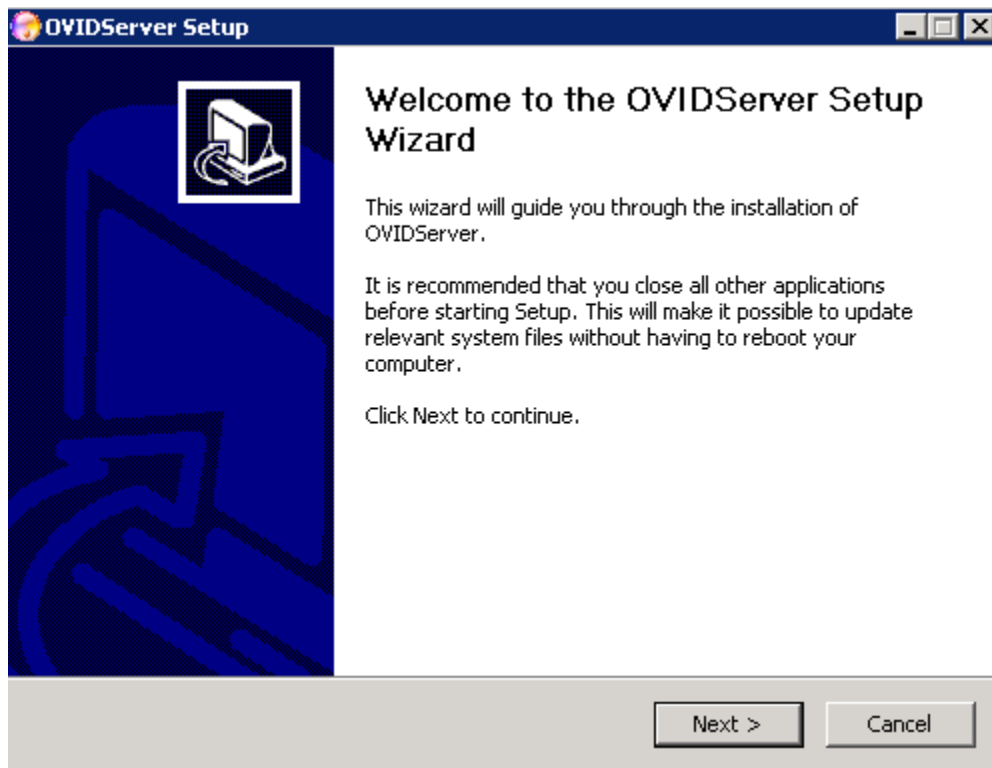 OVIDServer Setup
Welcome to the OVIDServer Setup
Wizard
This wizard will guide you through the installation of
OVIDServer.
It is recommended that you close all other applications
before starting Setup. This will make it possible to update
relevant system files without having to reboot your
computer.
Click Next to continue.
Next >
Cancel